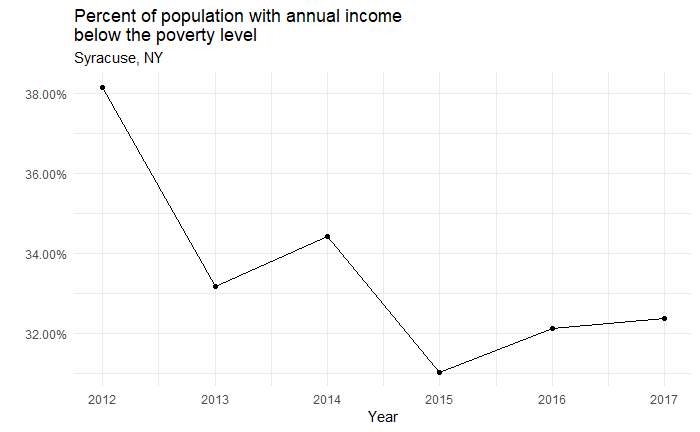 Percent of population with annual income
below the poverty level
Syracuse, NY
38.00%
36.00%
34.00%
32.00%
2012 2013 2014 2015 2016 2017
Year